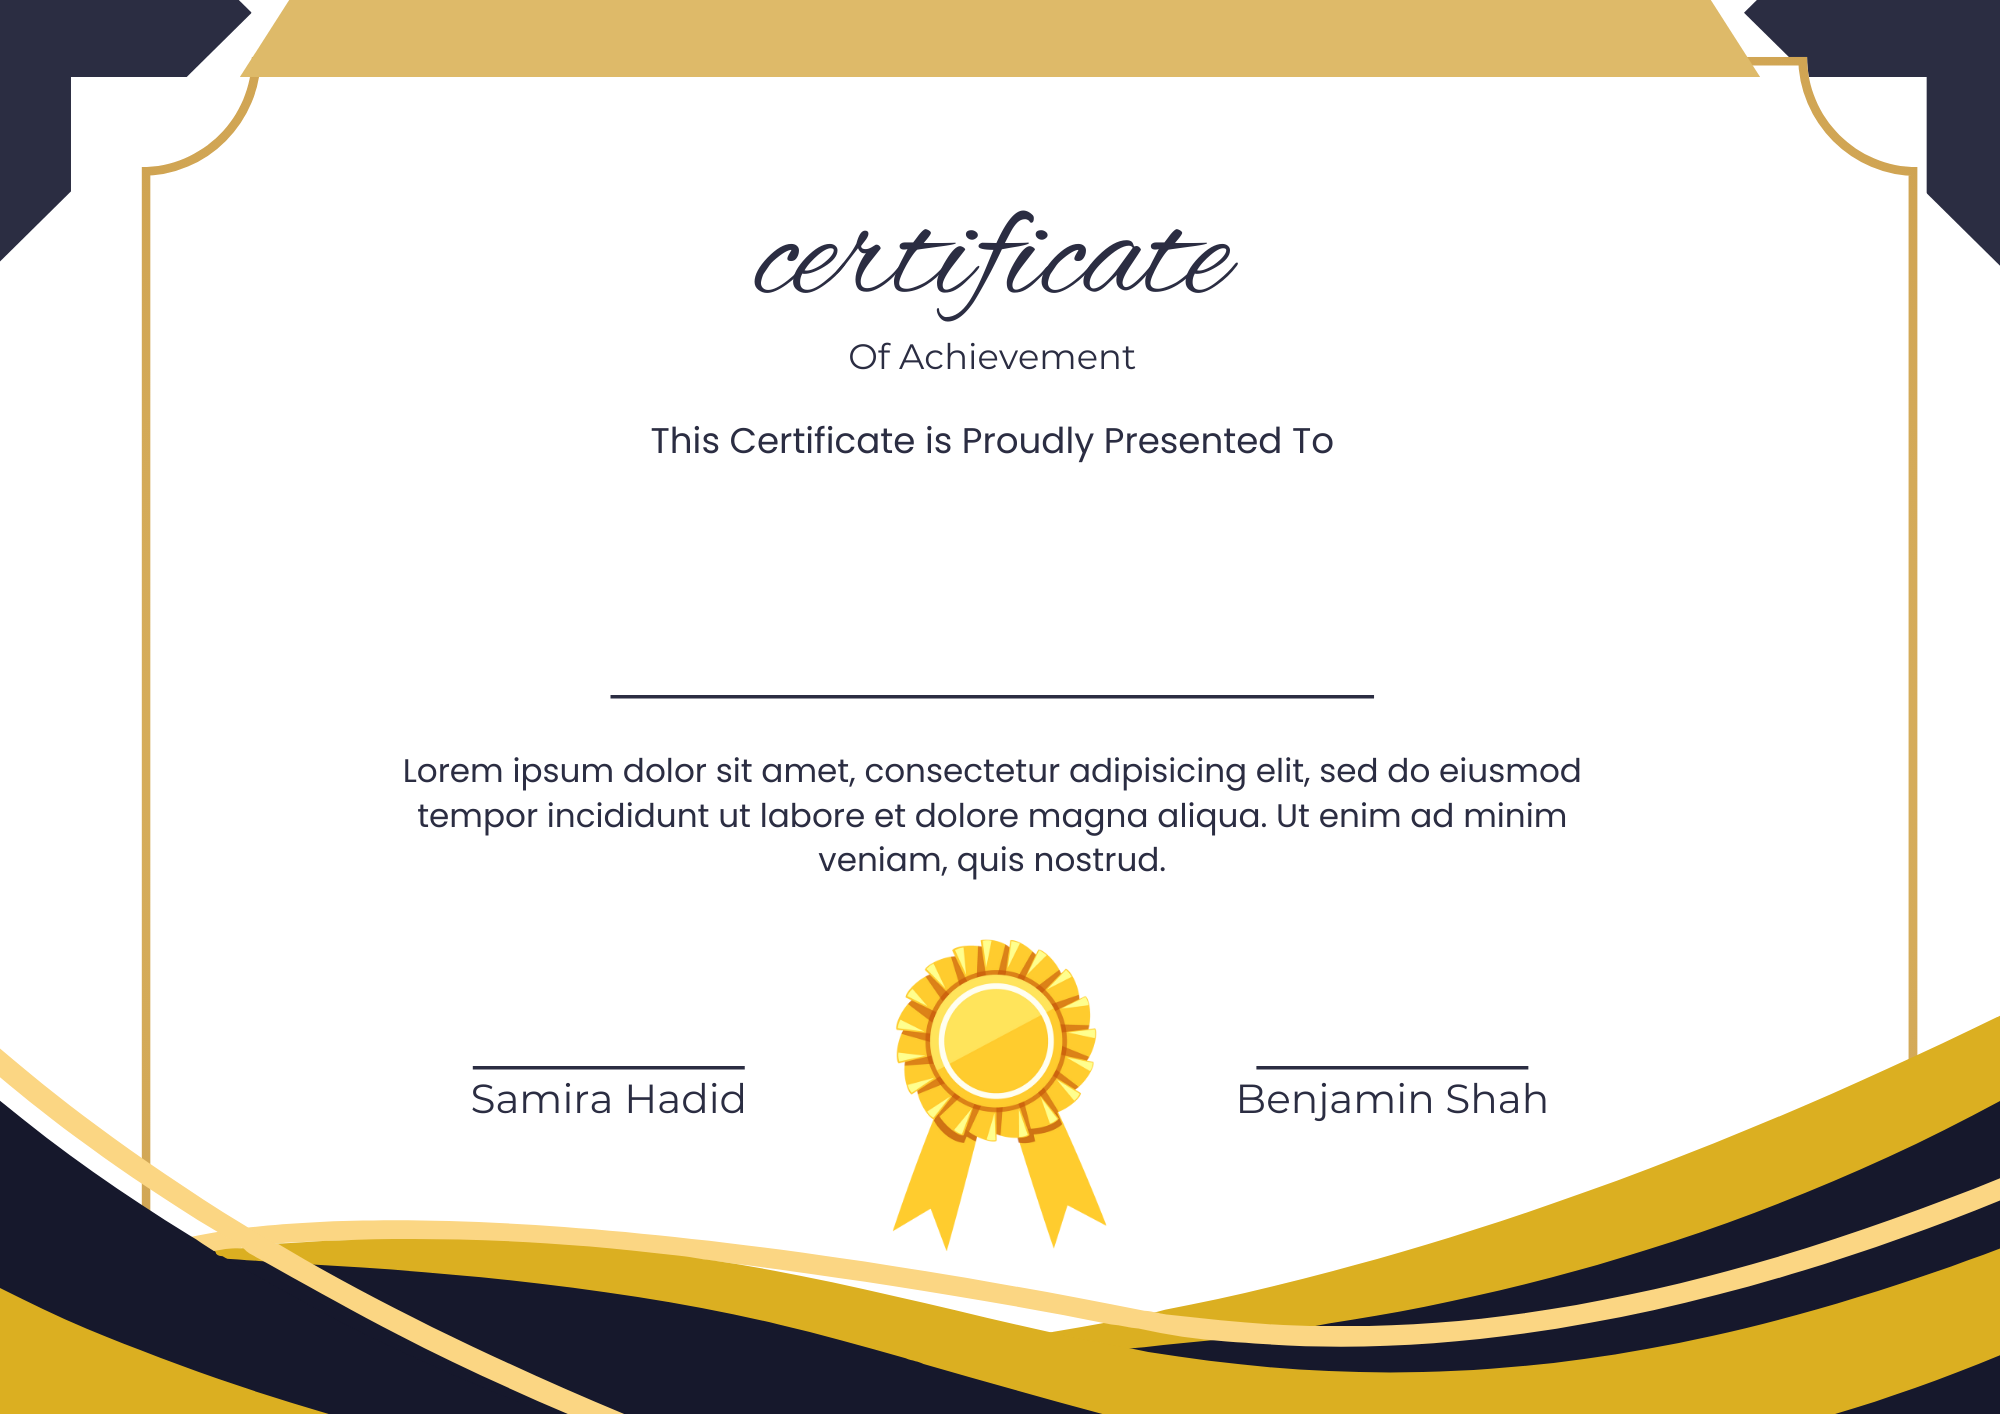 certificate
Of Achievement
This Certificate is Proudly Presented To
Lorem ipsum dolor sit amet, consectetur adipisicing elit, sed do eiusmod
tempor incididunt ut labore et dolore magna aliqua. Ut enim ad minim
veniam, quis nostrud.
Samira Hadid
Benjamin Shah